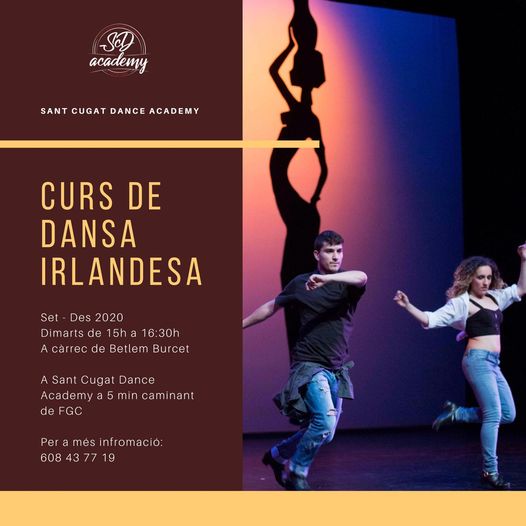 ScD
academy
SANT CUGAT DANCE ACADEMY
CURS DE
DANSA
IRLANDESA
Set - Des 2020
Dimarts de 15h a 16:30h
A càrrec de Betlem Burcet
A Sant Cugat Dance
Academy a 5 min caminant
de FGC
Per a més infromació:
608 43 77 19